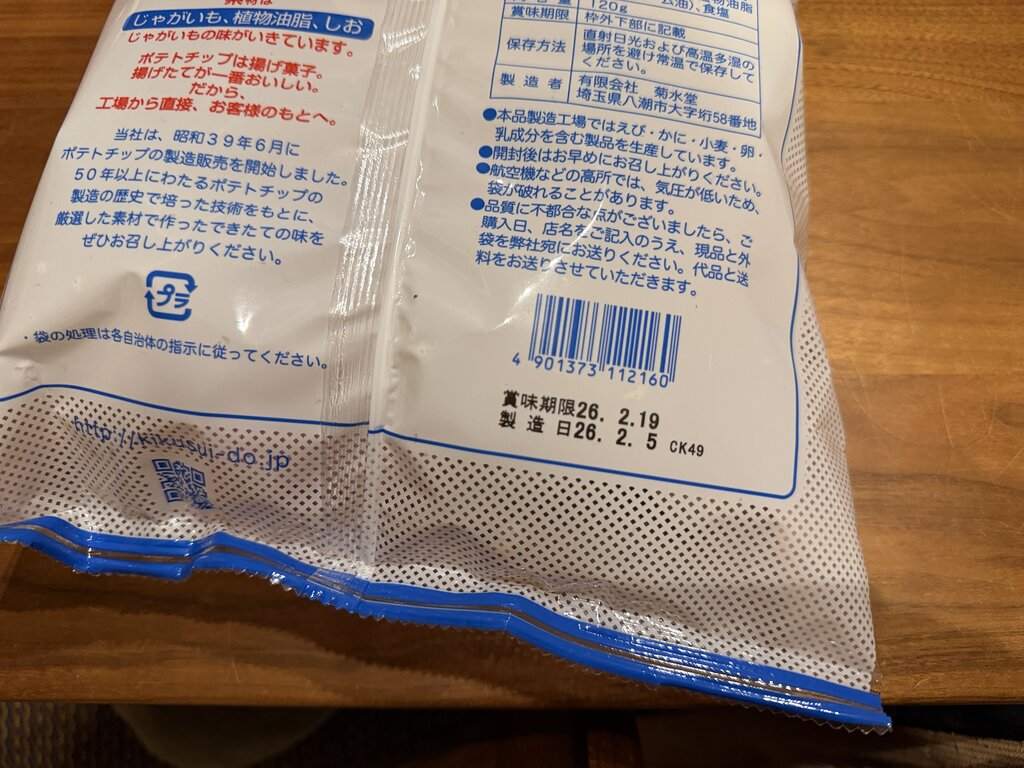 素材は
じゃがいも、植物油脂、しお
じゃがいもの味がいきています。
ポテトチップは揚げ菓子。
揚げたてが一番おいしい。
だから、
工場から直接、お客様のもとへ。
当社は、昭和39年6月に
ポテトチップの製造販売を開始しました。
50年以上にわたるポテトチップの
製造の歴史で培った技術をもとに、
厳選した素材で作ったできたての味を
ぜひお召し上がりください。
プラ
・袋の処理は各自治体の指示に従ってください。
http://kikusui-do.jp
油)、食塩
120g
賞味期限 枠外下部に記載
保存方法 直射日光および高温多湿の
場所を避け常温で保存して
ください。
製造者 有限会社 菊水堂
埼玉県八潮市大字垳58番地
●本品製造工場ではえび・かに・小麦・卵・
乳成分を含む製品を生産しています。
●開封後はお早めにお召し上がりください。
●航空機などの高所では、気圧が低いため、
袋が破れることがあります。
●品質に不都合な点がございましたら、ご
購入日、店名をご記入のうえ、現品と外
袋を弊社宛にお送りください。代品と送
料をお送りさせていただきます。
4 901373 112160
賞味期限26. 2.19
製造日26. 2. 5 CK49